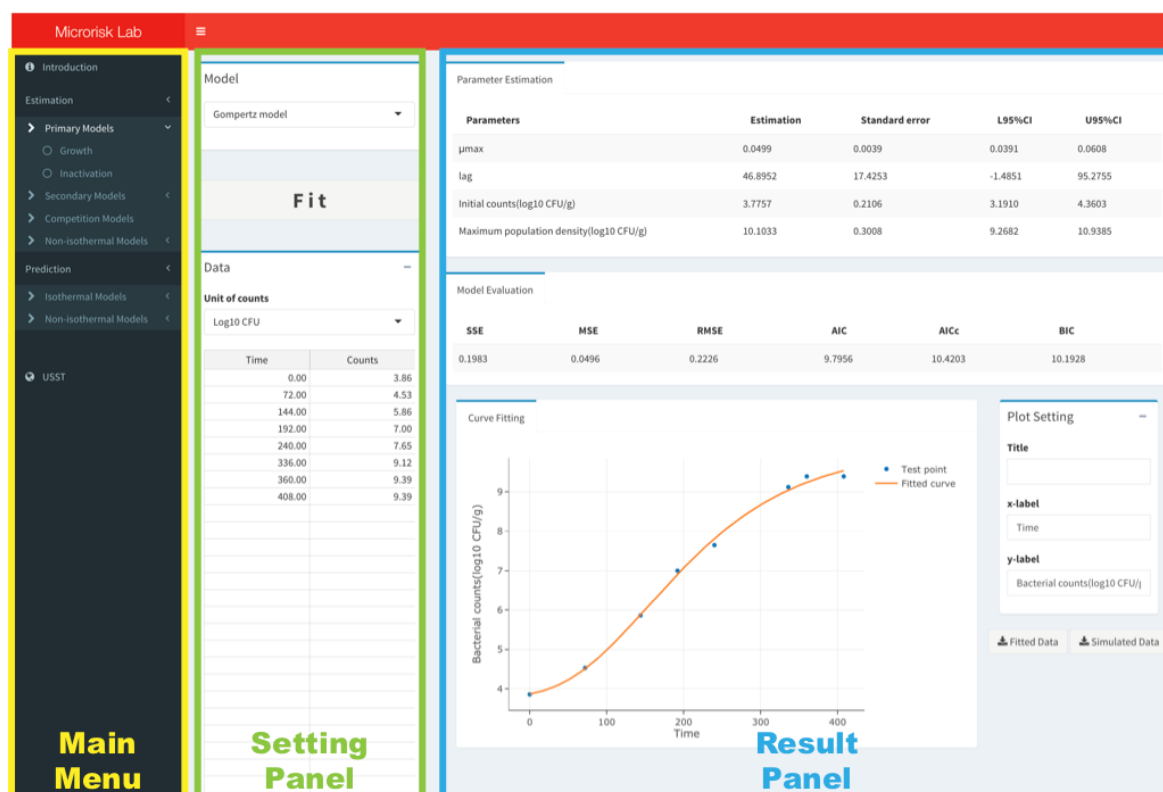 Microrisk Lab
Introduction
Estimation
Primary Models
Growth
Inactivation
Secondary Models
Competition Models
Non-isothermal Models
Prediction
Isothermal Models
Non-isothermal Models
USST
Main
Menu
Model
Gompertz model
Fit
Data
Unit of counts
Log10 CFU
Time Counts
0.00 3.86
72.00 4.53
144.00 5.86
192.00 7.00
240.00 7.65
336.00 9.12
360.00 9.39
408.00 9.39
Setting
Panel
Parameter Estimation
Parameters Estimation Standard error L95%CI U95%CI
μmax 0.0499 0.0039 0.0391 0.0608
lag 46.8952 17.4253 -1.4851 95.2755
Initial counts(log10 CFU/g) 3.7757 0.2106 3.1910 4.3603
Maximum population density(log10 CFU/g) 10.1033 0.3008 9.2682 10.9385
Model Evaluation
SSE MSE RMSE AIC AICc BIC
0.1983 0.0496 0.2226 9.7956 10.4203 10.1928
Curve Fitting
Bacterial counts(log10 CFU/g)
9
8
7
6
5
4
0 100 200 300 400
Time
Test point
Fitted curve
Plot Setting
Title
x-label
Time
y-label
Bacterial counts(log10 CFU/
Fitted Data Simulated Data
Result
Panel